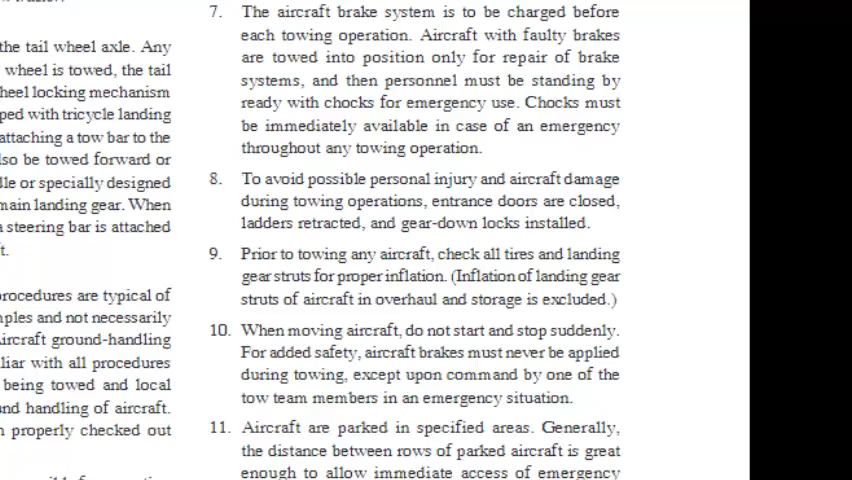 the tail wheel axle. Any
wheel is towed, the tail
heel locking mechanism
ped with tricycle landing
attaching a tow bar to the
lso be towed forward or
dle or specially designed
main landing gear. When
a steering bar is attached
t.
rocedures are typical of
ples and not necessarily
ircraft ground-handling
liar with all procedures
being towed and local
und handling of aircraft.
n properly checked out
7. The aircraft brake system is to be charged before
each towing operation. Aircraft with faulty brakes
are towed into position only for repair of brake
systems, and then personnel must be standing by
ready with chocks for emergency use. Chocks must
be immediately available in case of an emergency
throughout any towing operation.
8. To avoid possible personal injury and aircraft damage
during towing operations, entrance doors are closed,
ladders retracted, and gear-down locks installed.
9. Prior to towing any aircraft, check all tires and landing
gear struts for proper inflation. (Inflation of landing gear
struts of aircraft in overhaul and storage is excluded.)
10. When moving aircraft, do not start and stop suddenly.
For added safety, aircraft brakes must never be applied
during towing, except upon command by one of the
tow team members in an emergency situation.
11. Aircraft are parked in specified areas. Generally,
the distance between rows of parked aircraft is great
enough to allow immediate access of emergency